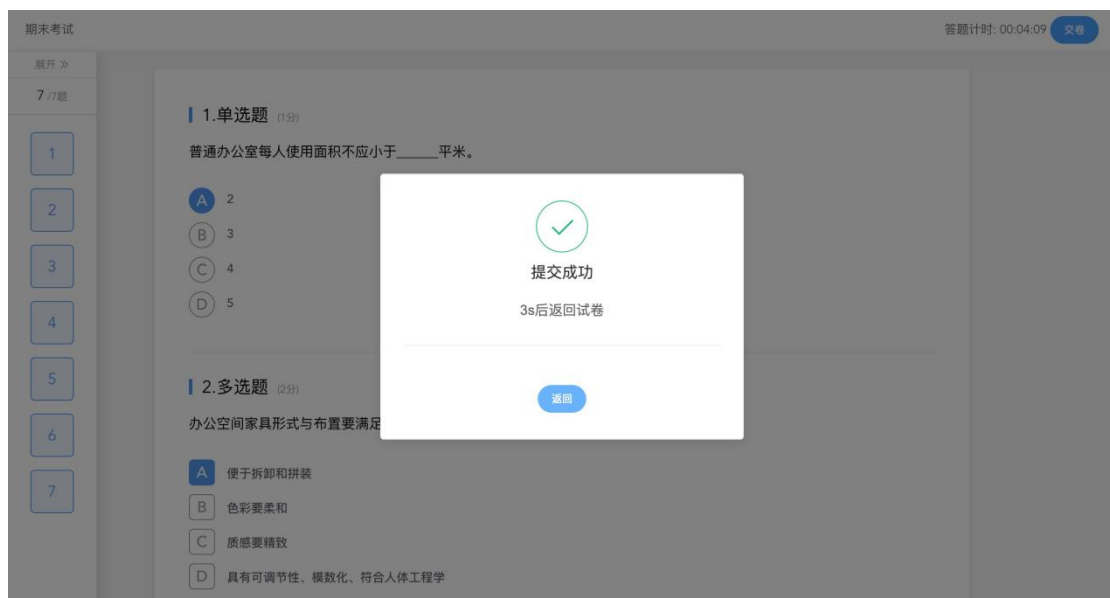 期末考试
答题计时: 00:04:09 交卷
展开 》
7 /7题
1
2
3
4
5
6
7
1.单选题 (1分)
普通办公室每人使用面积不应小于_____平米。
A 2
B 3
C 4
D 5
提交成功
3s后返回试卷
返回
2.多选题 (2分)
办公空间家具形式与布置要满足
A 便于拆卸和拼装
B 色彩要柔和
C 质感要精致
D 具有可调节性、模数化、符合人体工程学